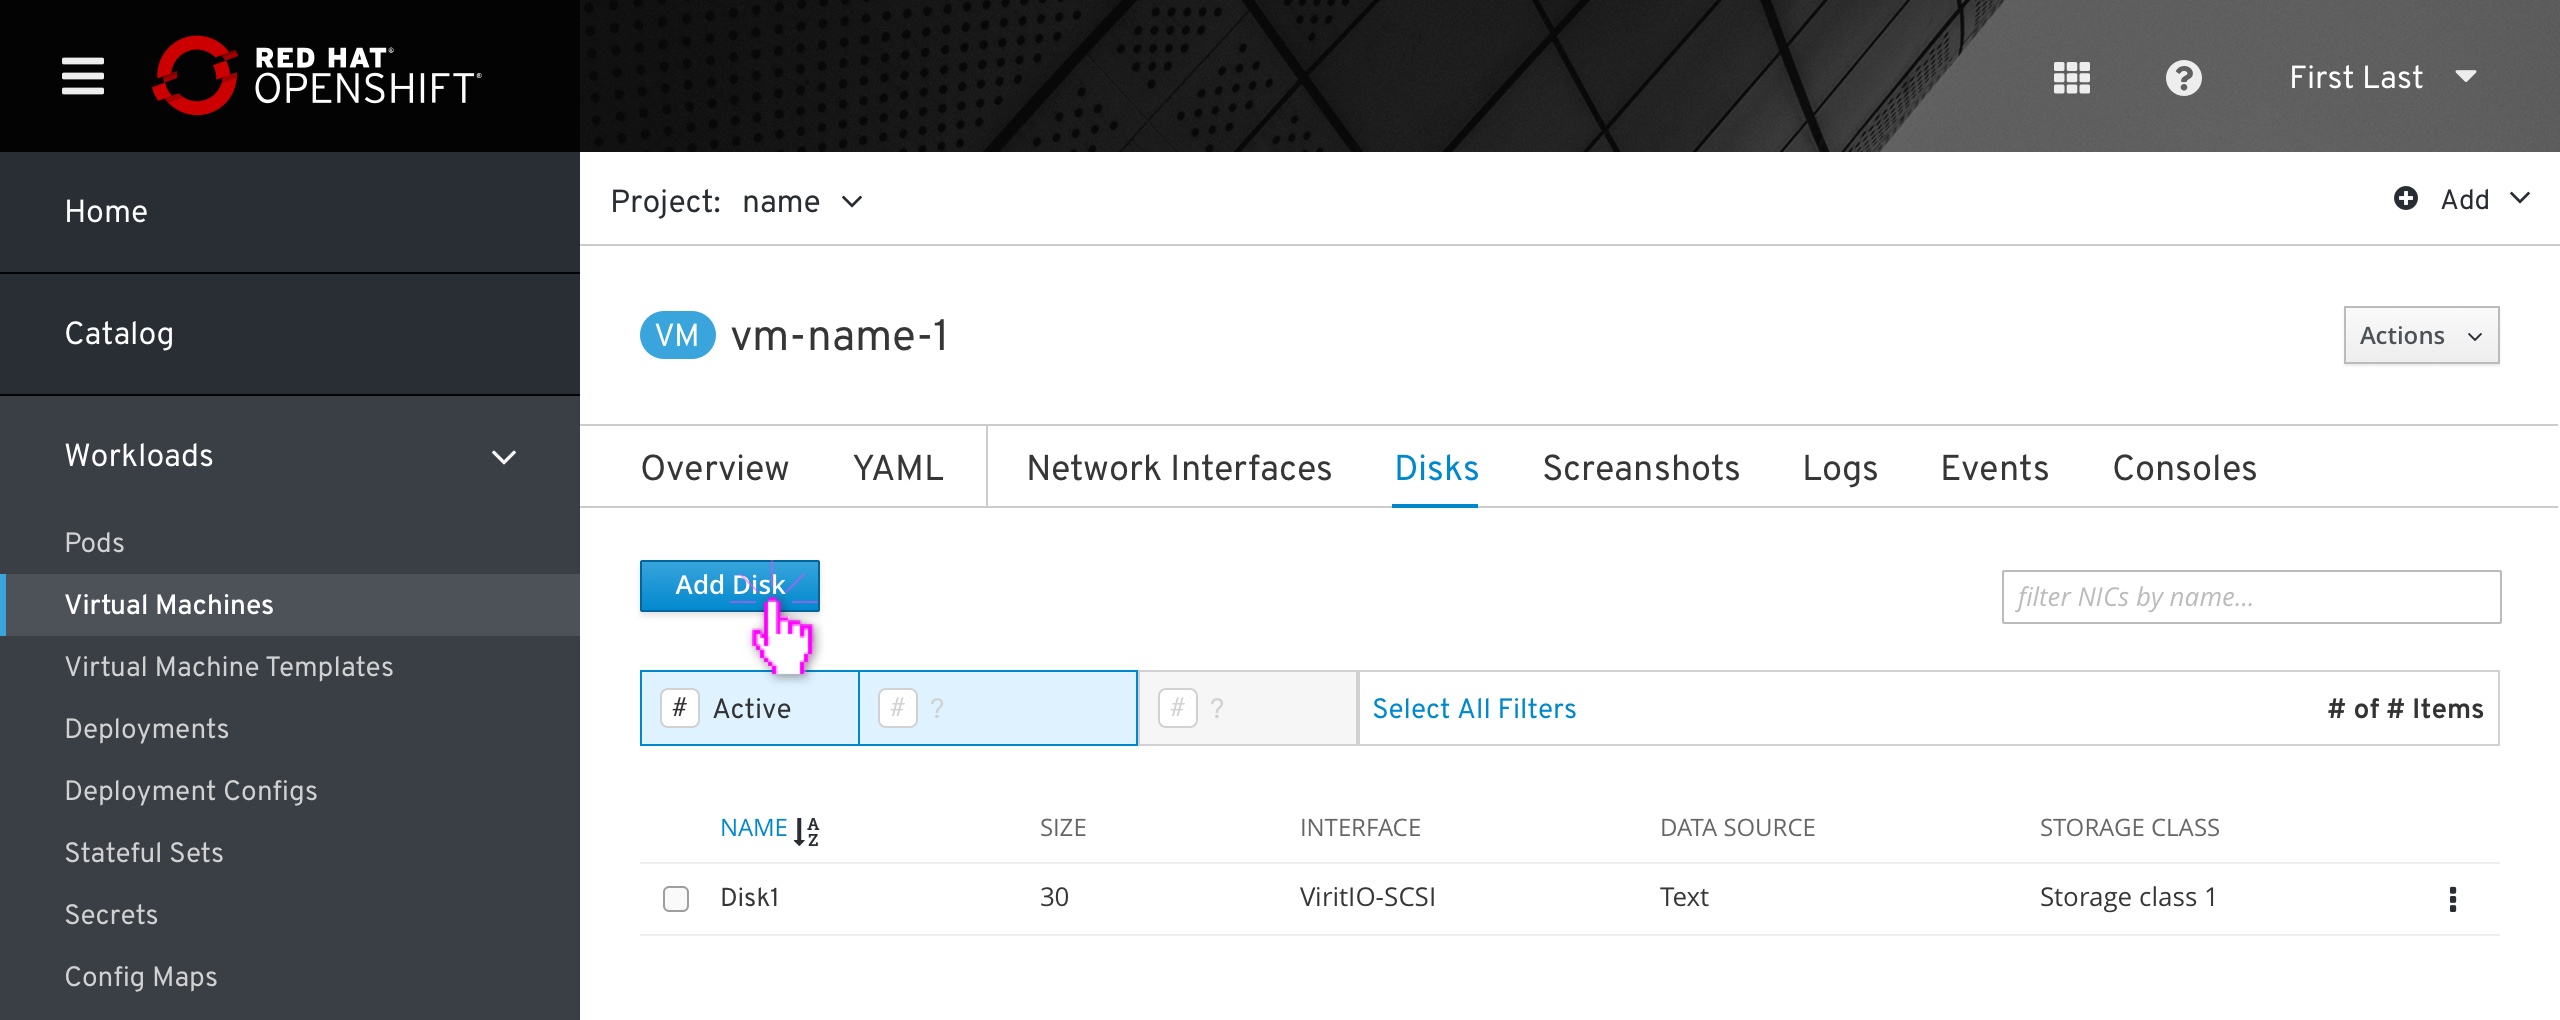 RED HAT®
OPENSHIFT®
First Last
Home
Catalog
Workloads
Pods
Virtual Machines
Virtual Machine Templates
Deployments
Deployment Configs
Stateful Sets
Secrets
Config Maps
Project: name
Add
VM vm-name-1
Actions
Overview YAML Network Interfaces Disks Screanshots Logs Events Consoles
Add Disk
filter NICs by name...
# Active # ? # ? Select All Filters # of # Items
NAME AZ SIZE INTERFACE DATA SOURCE STORAGE CLASS
Disk1 30 ViritIO-SCSI Text Storage class 1